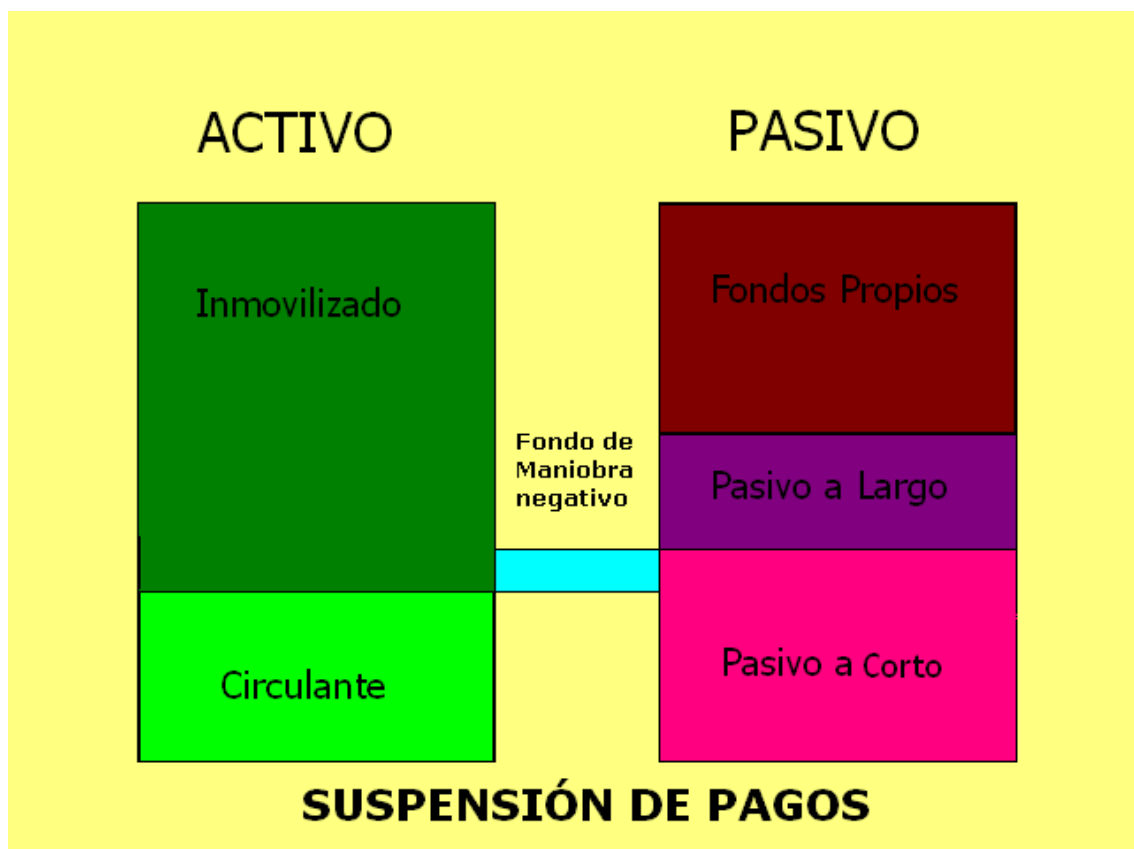 ACTIVO
PASIVO
Inmovilizado
Fondos Propios
Fondo de
Maniobra
negativo
Pasivo a Largo
Circulante
Pasivo a Corto
SUSPENSIÓN DE PAGOS